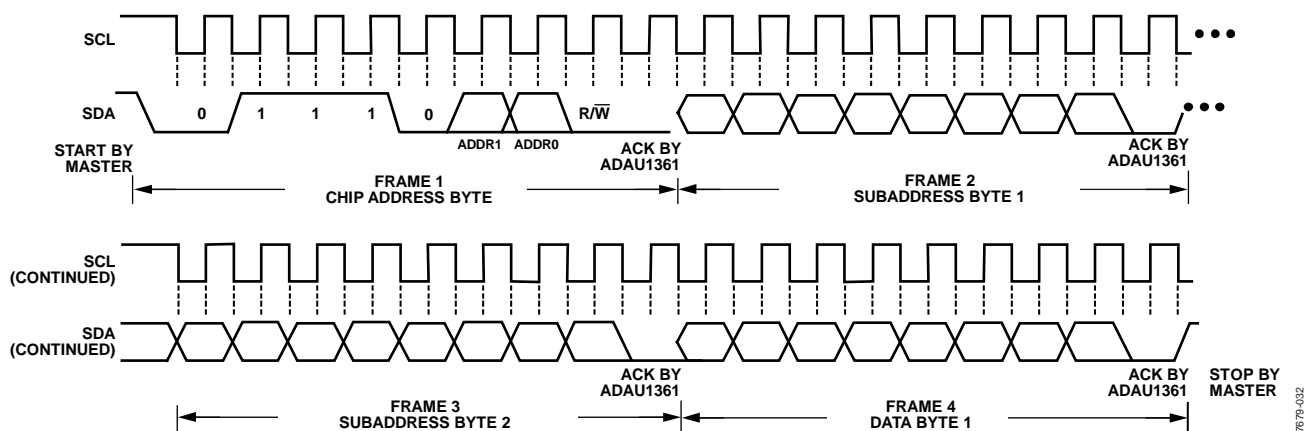 SCL
SDA
0 1 1 1 0 R/W̅
ADDR1 ADDR0
START BY
MASTER
ACK BY
ADAU1361
ACK BY
ADAU1361
FRAME 1
CHIP ADDRESS BYTE
FRAME 2
SUBADDRESS BYTE 1
SCL
(CONTINUED)
SDA
(CONTINUED)
ACK BY
ADAU1361
ACK BY
ADAU1361
STOP BY
MASTER
FRAME 3
SUBADDRESS BYTE 2
FRAME 4
DATA BYTE 1
7679-032